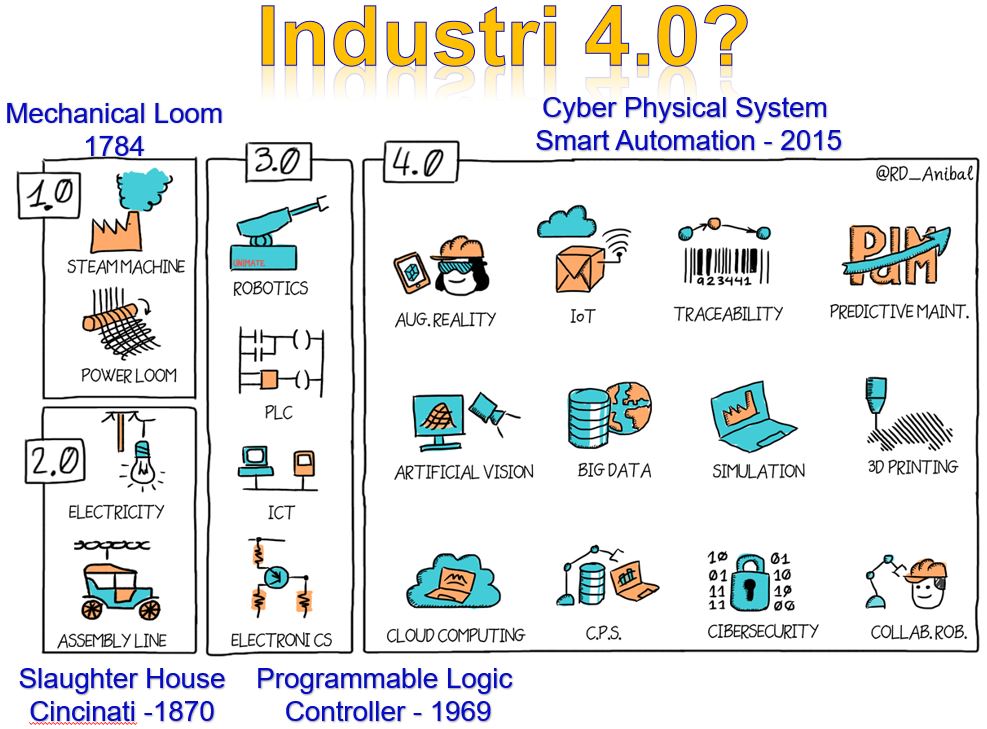 Industri 4.0?
Mechanical Loom
1784
Cyber Physical System
Smart Automation - 2015
1.0
STEAM MACHINE
POWER LOOM
2.0
ELECTRICITY
ASSEMBLY LINE
3.0
UNIMATE
ROBOTICS
PLC
ICT
ELECTRONICS
4.0
@RD_Anibal
AUG. REALITY
IoT
923441
TRACEABILITY
PdM
PREDICTIVE MAINT.
ARTIFICIAL VISION
BIG DATA
SIMULATION
3D PRINTING
CLOUD COMPUTING
C.P.S.
10 01
01 10
11 10
11 00
CIBERSECURITY
COLLAB. ROB.
Slaughter House
Cincinati -1870
Programmable Logic
Controller - 1969